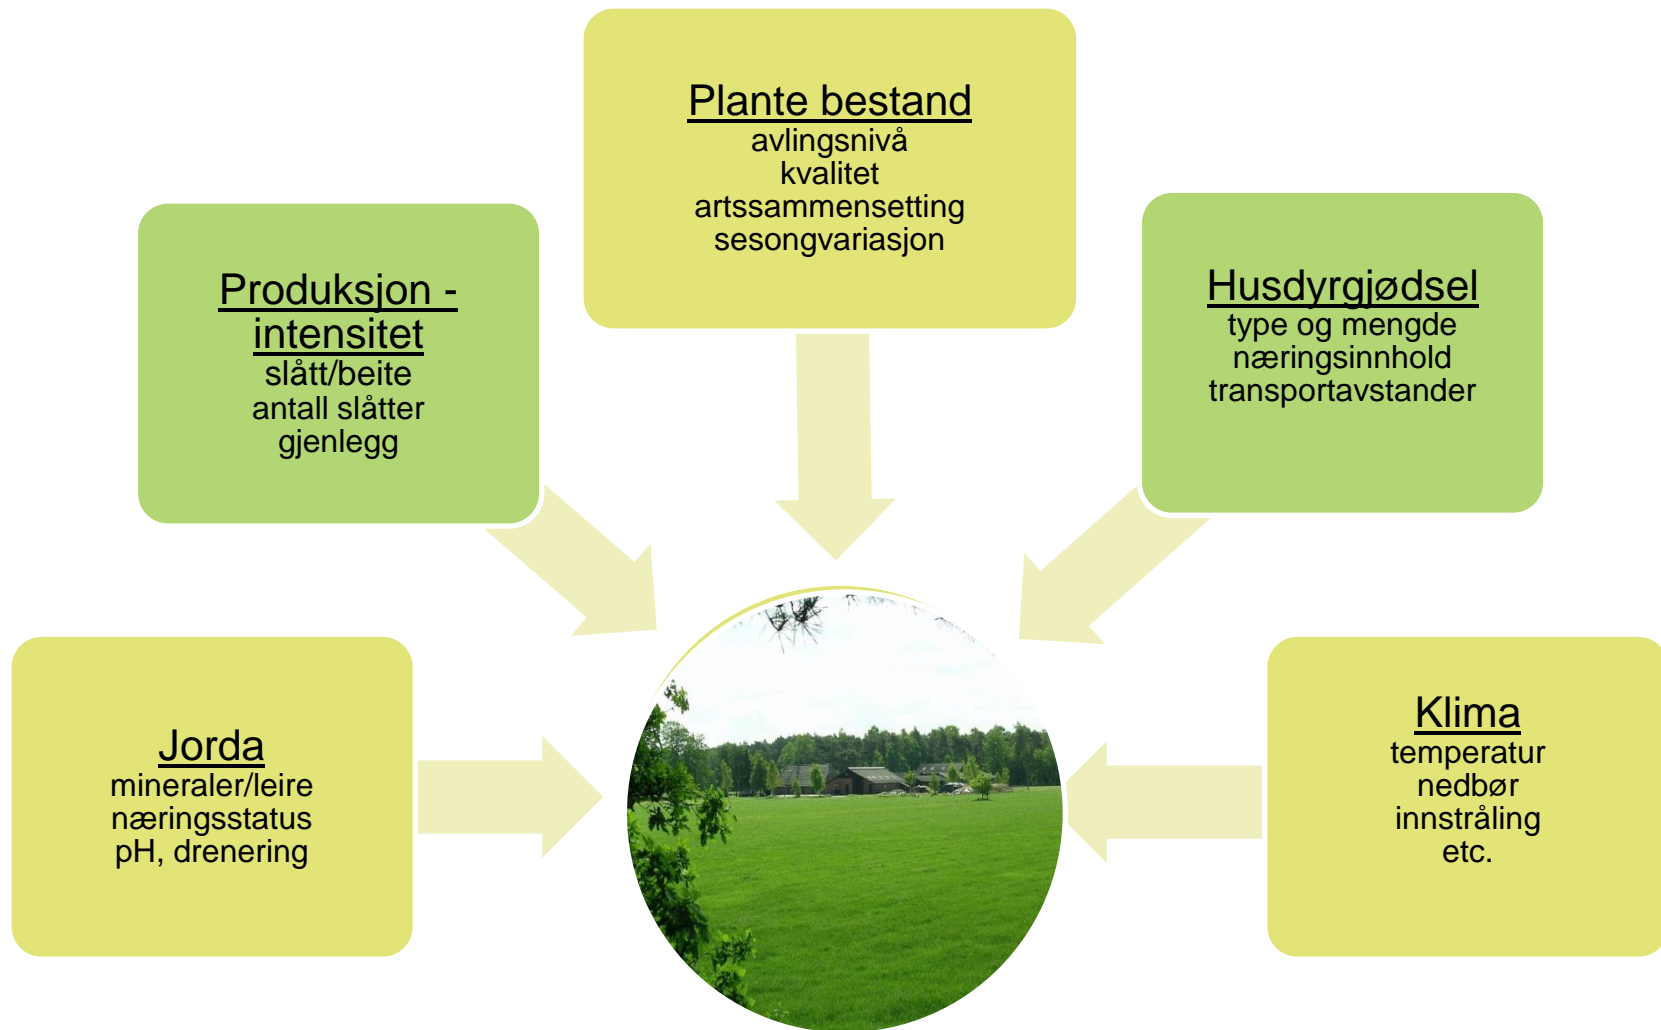 Plante bestand
avlingsnivå
kvalitet
artssammensetting
sesongvariasjon
Produksjon -
intensitet
slått/beite
antall slåtter
gjenlegg
Husdyrgjødsel
type og mengde
næringsinnhold
transportavstander
Jorda
mineraler/leire
næringsstatus
pH, drenering
Klima
temperatur
nedbør
innstråling
etc.